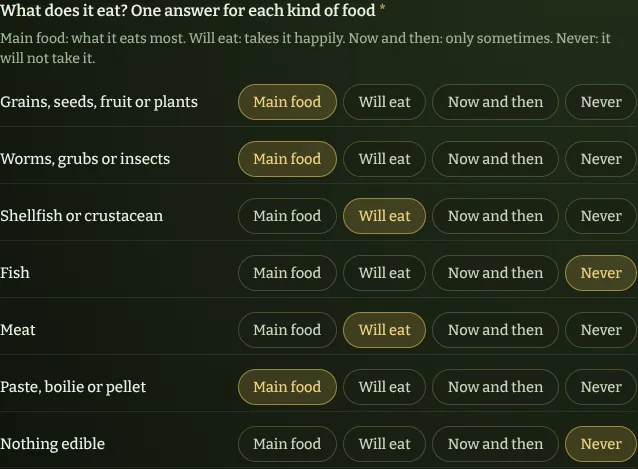 What does it eat? One answer for each kind of food *
Main food: what it eats most. Will eat: takes it happily. Now and then: only sometimes. Never: it
will not take it.
Grains, seeds, fruit or plants Main food Will eat Now and then Never
Worms, grubs or insects Main food Will eat Now and then Never
Shellfish or crustacean Main food Will eat Now and then Never
Fish Main food Will eat Now and then Never
Meat Main food Will eat Now and then Never
Paste, boilie or pellet Main food Will eat Now and then Never
Nothing edible Main food Will eat Now and then Never